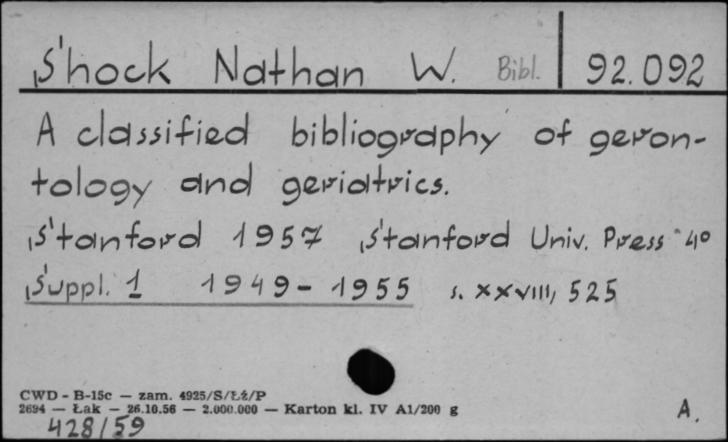 Shock Nathan W. Bibl. 92.092
A classified bibliography of geron-
tology and geriatrics.
Stanford 1957 Stanford Univ. Press 4°
Suppl. 1 1949-1955 s. XXVIII, 525
CWD - B-15c — zam. 4925/S/Łź/P
2694 — Łak — 26.10.56 — 2.000.000 — Karton kl. IV A1/200 g
428/59 A.